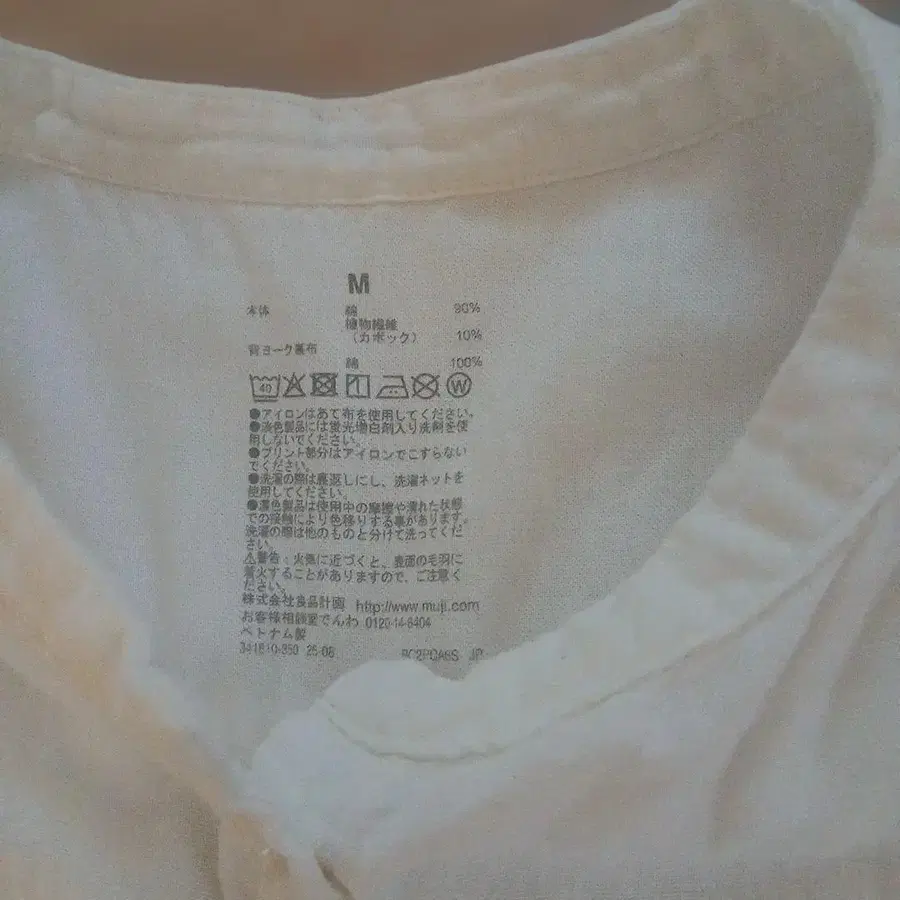 M
本体 綿 90%
植物繊維
（カポック） 10%
背ヨーク裏布
綿 100%
40 W
●アイロンはあて布を使用してください。
●淡色製品には蛍光増白剤入り洗剤を使
用しないでください。
●プリント部分はアイロンでこすらない
でください。
●洗濯の際は裏返しにし、洗濯ネットを
使用してください。
●濃色製品は使用中の摩擦や濡れた状態
での接触により色移りする事があります。
洗濯の際は他のものと分けて洗ってくだ
さい。
⚠警告：火気に近づくと、表面の毛羽に
着火することがありますので、ご注意く
ださい。
株式会社良品計画 http://www.muji.com
お客様相談室でんわ 0120-14-6404
ベトナム製
JP